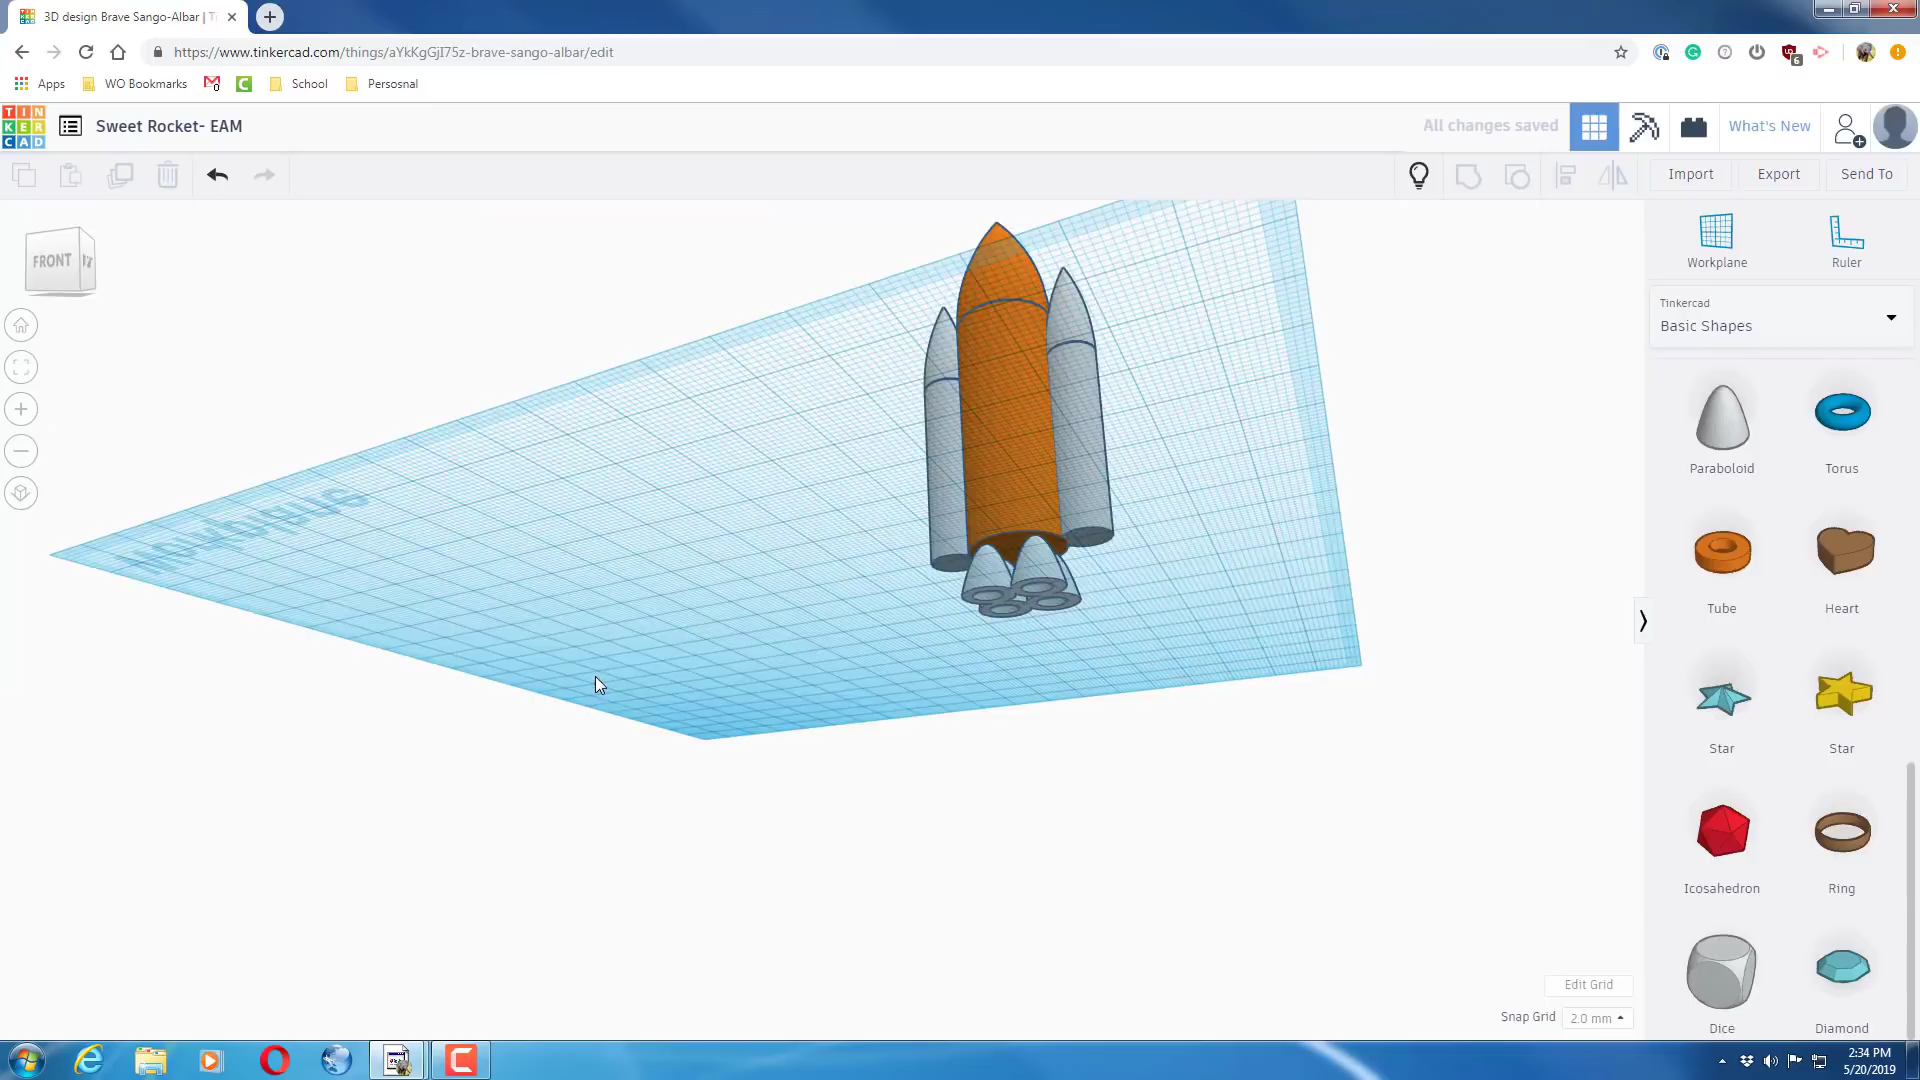 3D design Brave Sango-Albar | T
https://www.tinkercad.com/things/aYkKgGjI75z-brave-sango-albar/edit
6
Apps
WO Bookmarks
0
School
Persosnal
TIN
KER
CAD
Sweet Rocket- EAM
All changes saved
What's New
Import
Export
Send To
FRONT
Workplane
Ruler
Tinkercad
Basic Shapes
Paraboloid
Torus
Tube
Heart
Workplane
Star
Star
Icosahedron
Ring
Edit Grid
Snap Grid
2.0 mm
Dice
Diamond
2:34 PM
5/20/2019